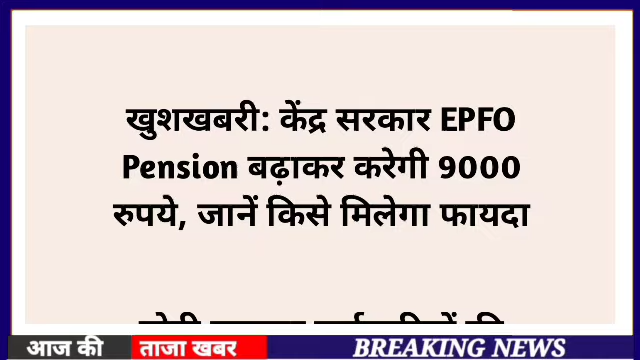 खुशखबरी: केंद्र सरकार EPFO
Pension बढ़ाकर करेगी 9000
रुपये, जानें किसे मिलेगा फायदा
आज की ताजा खबर BREAKING NEWS